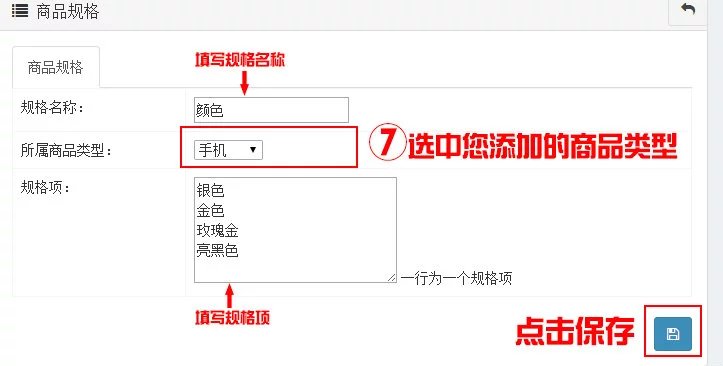 商品规格
商品规格
填写规格名称
规格名称：
颜色
所属商品类型：
手机
⑦选中您添加的商品类型
规格项：
银色
金色
玫瑰金
亮黑色
一行为一个规格项
填写规格项
点击保存